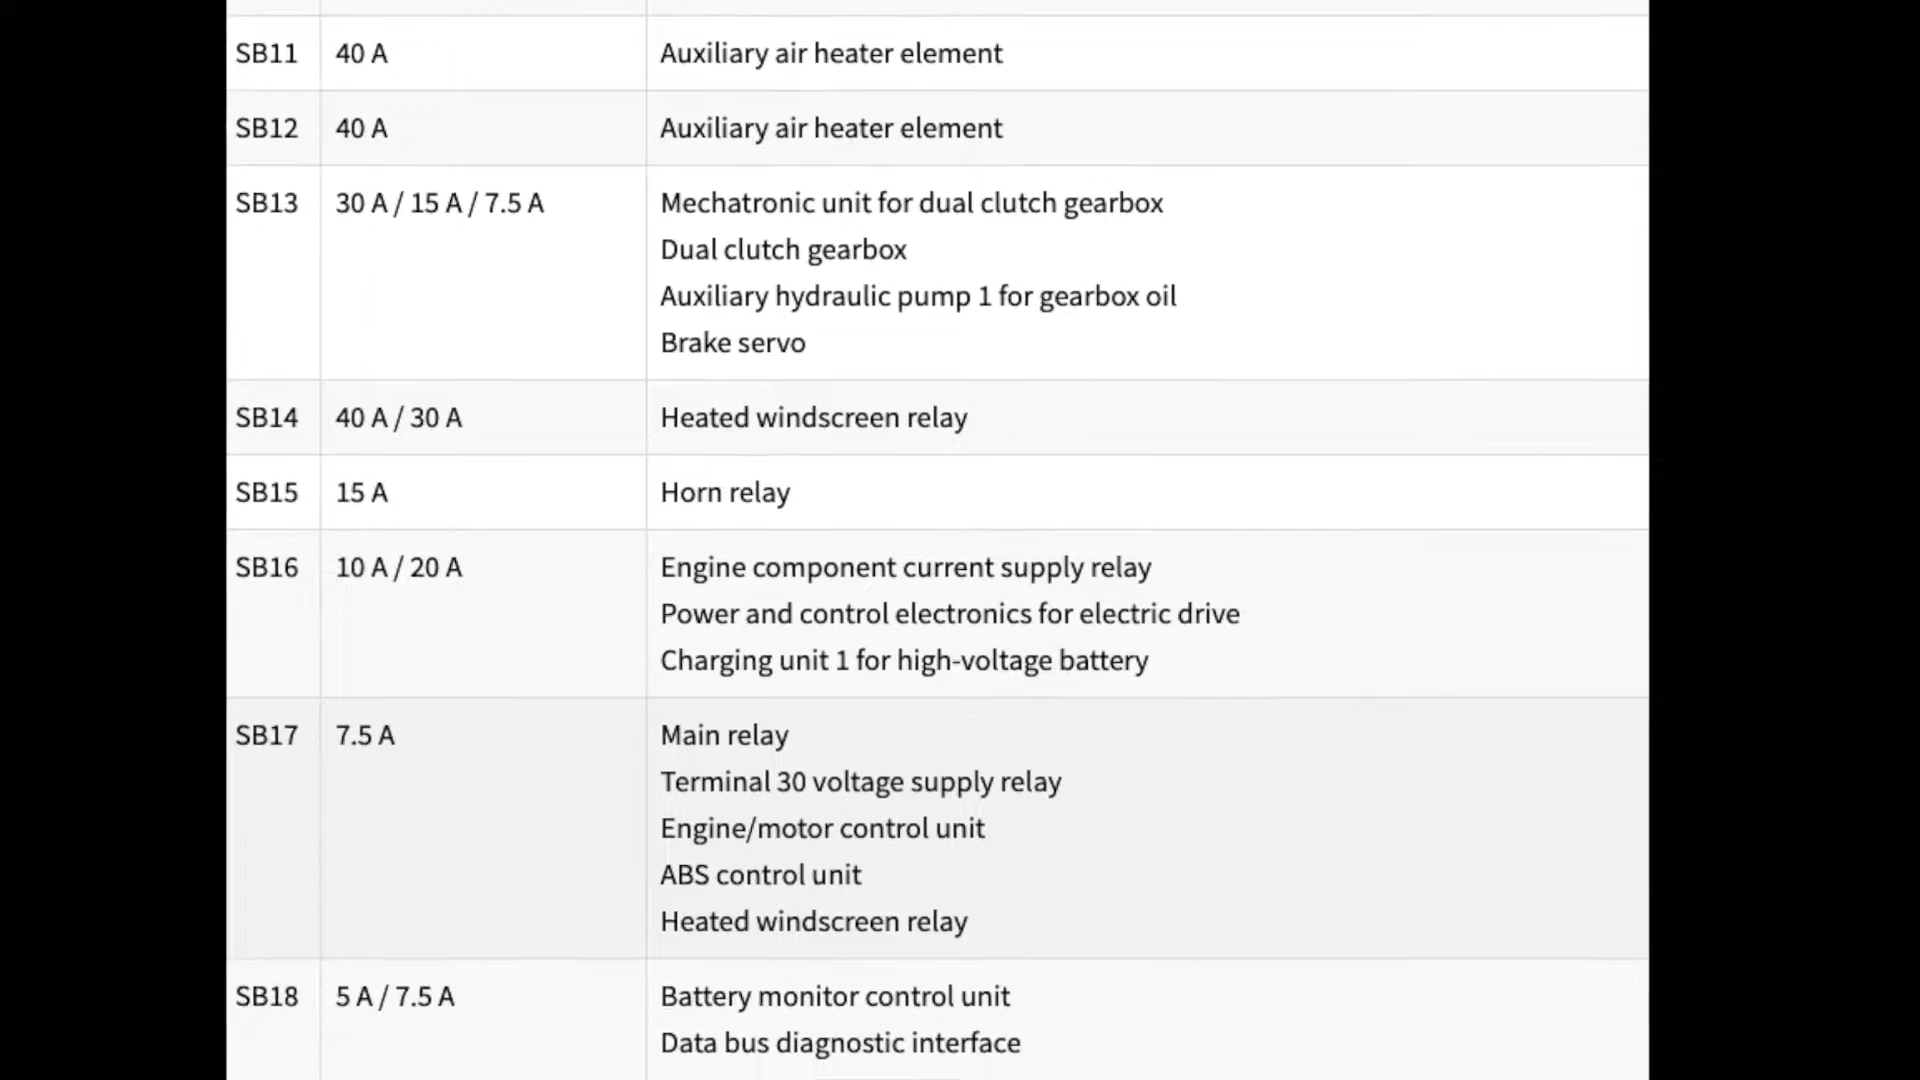 SB11 40 A Auxiliary air heater element
SB12 40 A Auxiliary air heater element
SB13 30 A / 15 A / 7.5 A Mechatronic unit for dual clutch gearbox
Dual clutch gearbox
Auxiliary hydraulic pump 1 for gearbox oil
Brake servo
SB14 40 A / 30 A Heated windscreen relay
SB15 15 A Horn relay
SB16 10 A / 20 A Engine component current supply relay
Power and control electronics for electric drive
Charging unit 1 for high-voltage battery
SB17 7.5 A Main relay
Terminal 30 voltage supply relay
Engine/motor control unit
ABS control unit
Heated windscreen relay
SB18 5 A / 7.5 A Battery monitor control unit
Data bus diagnostic interface